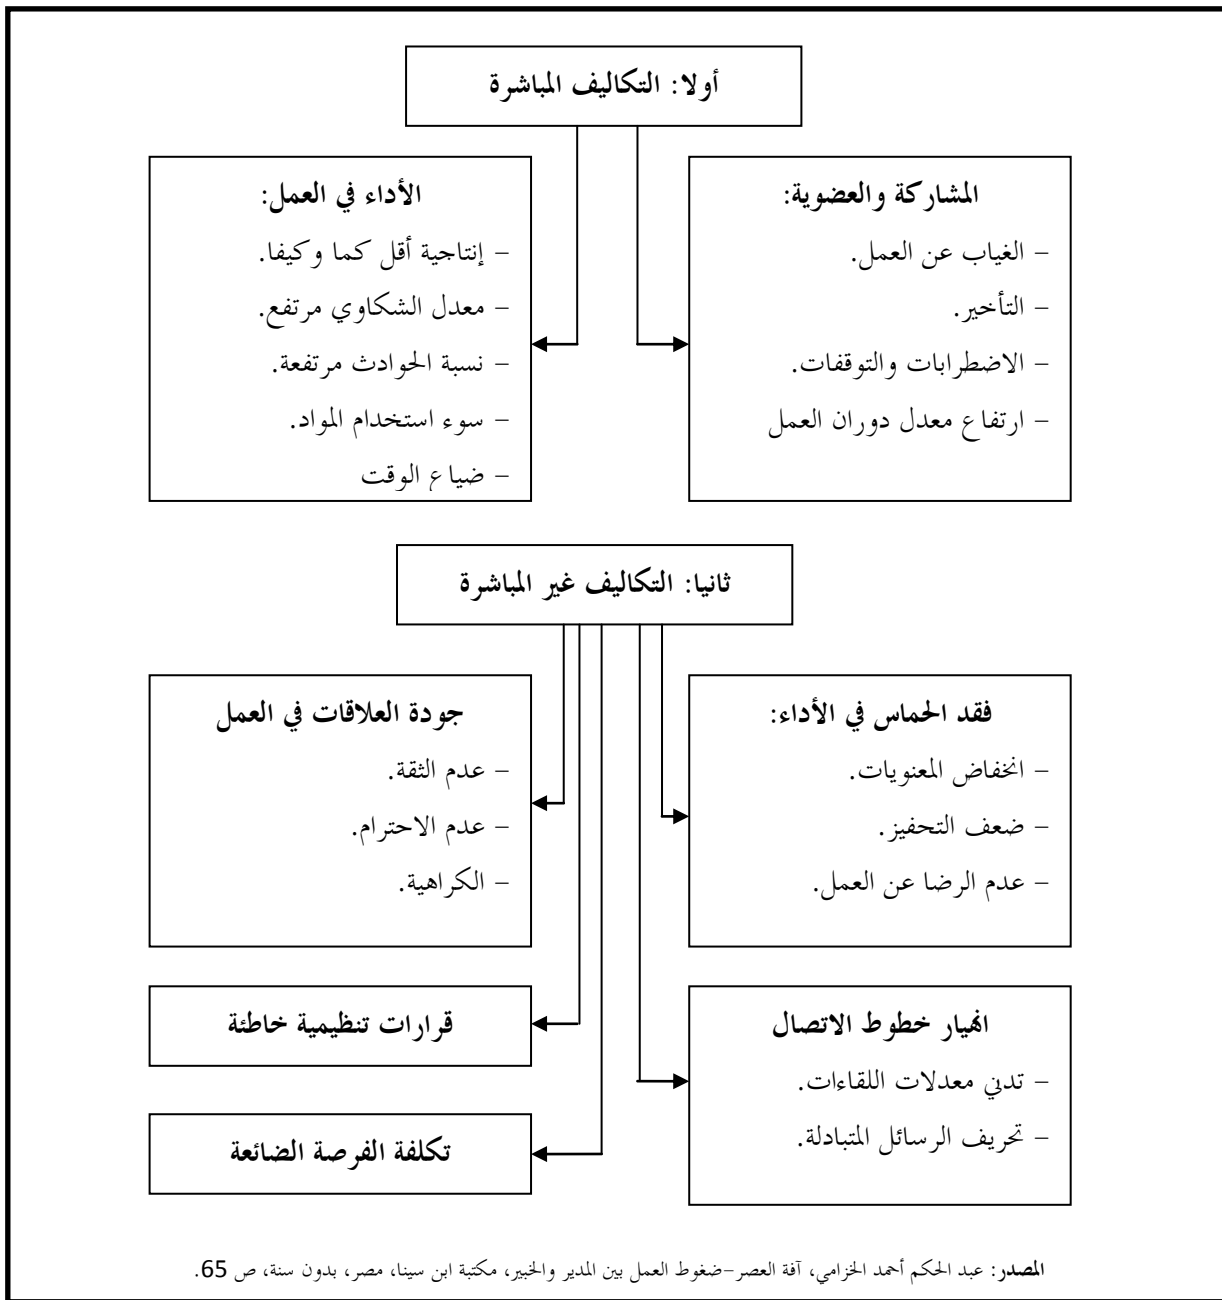 أولا: التكاليف المباشرة
المشاركة والعضوية:
– الغياب عن العمل.
– التأخير.
– الاضطرابات والتوقفات.
– ارتفاع معدل دوران العمل
الأداء في العمل:
– إنتاجية أقل كما وكيفا.
– معدل الشكاوي مرتفع.
– نسبة الحوادث مرتفعة.
– سوء استخدام المواد.
– ضياع الوقت
ثانيا: التكاليف غير المباشرة
فقد الحماس في الأداء:
– انخفاض المعنويات.
– ضعف التحفيز.
– عدم الرضا عن العمل.
جودة العلاقات في العمل
– عدم الثقة.
– عدم الاحترام.
– الكراهية.
انهيار خطوط الاتصال
– تدني معدلات اللقاءات.
– تحريف الرسائل المتبادلة.
قرارات تنظيمية خاطئة
تكلفة الفرصة الضائعة
المصدر: عبد الحكم أحمد الخزامي، آفة العصر–ضغوط العمل بين المدير والخبير، مكتبة ابن سينا، مصر، بدون سنة، ص 65.